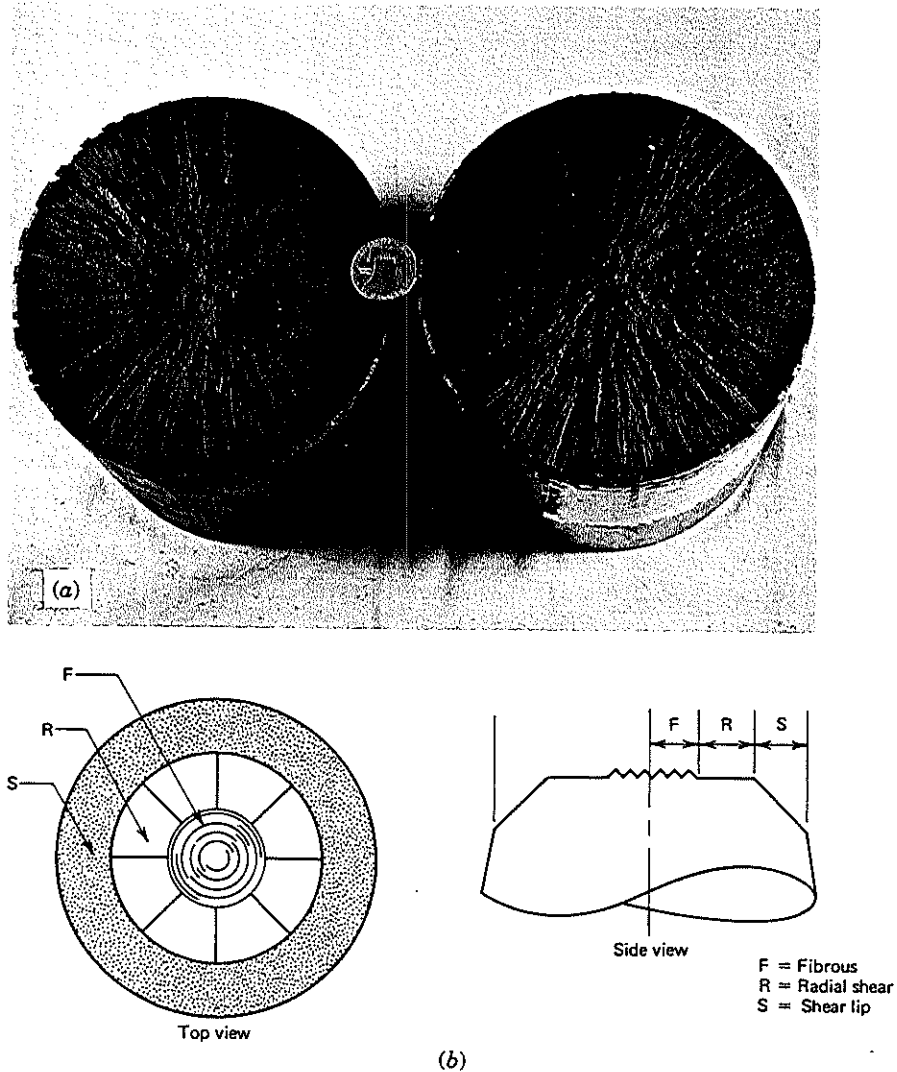 (a)
F
R
S
Top view
F R S
Side view
F = Fibrous
R = Radial shear
S = Shear lip
(b)